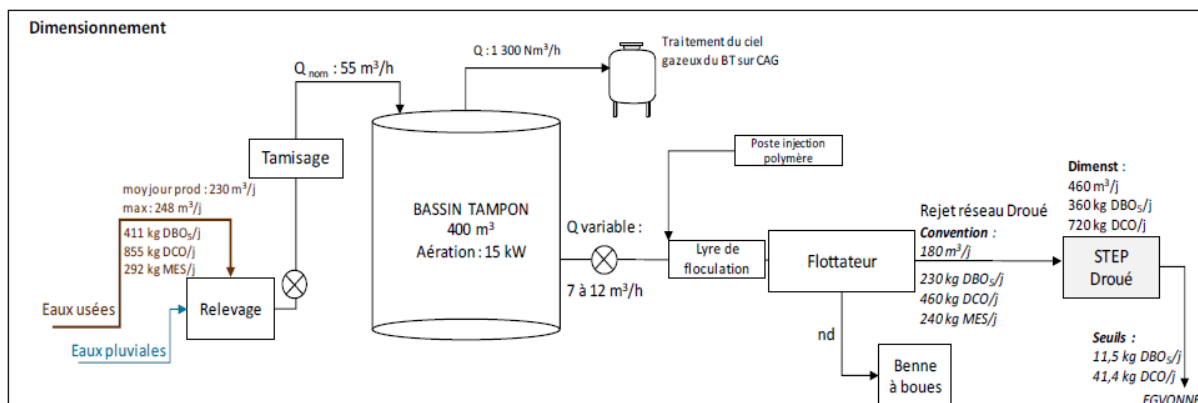 Dimensionnement
Q : 1 300 Nm³/h
Traitement du ciel
gazeux du BT sur CAG
Q nom : 55 m³/h
Tamisage
Poste injection
polymère
moy jour prod : 230 m³/j
max : 248 m³/j
411 kg DBO₅/j
855 kg DCO/j
292 kg MES/j
BASSIN TAMPON
400 m³
Aération : 15 kW
Q variable :
7 à 12 m³/h
Lyre de
floculation
Flottateur
Rejet réseau Droué
Convention :
180 m³/j
230 kg DBO₅/j
460 kg DCO/j
240 kg MES/j
Dimenst :
460 m³/j
360 kg DBO₅/j
720 kg DCO/j
STEP
Droué
Relevage
Eaux usées
Eaux pluviales
nd
Benne
à boues
Seuils :
11,5 kg DBO₅/j
41,4 kg DCO/j
EGVONNE